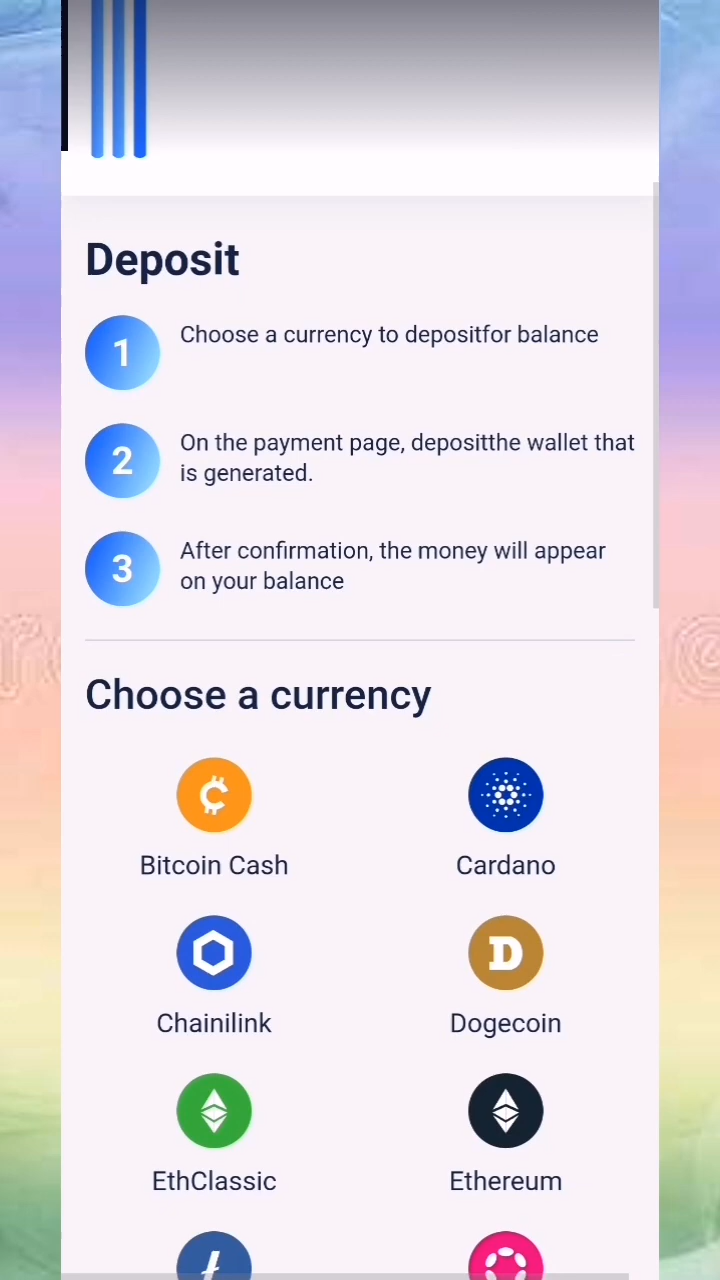 Deposit
1
Choose a currency to depositfor balance
2
On the payment page, depositthe wallet that
is generated.
3
After confirmation, the money will appear
on your balance
Choose a currency
Bitcoin Cash
Cardano
Chainilink
Dogecoin
EthClassic
Ethereum